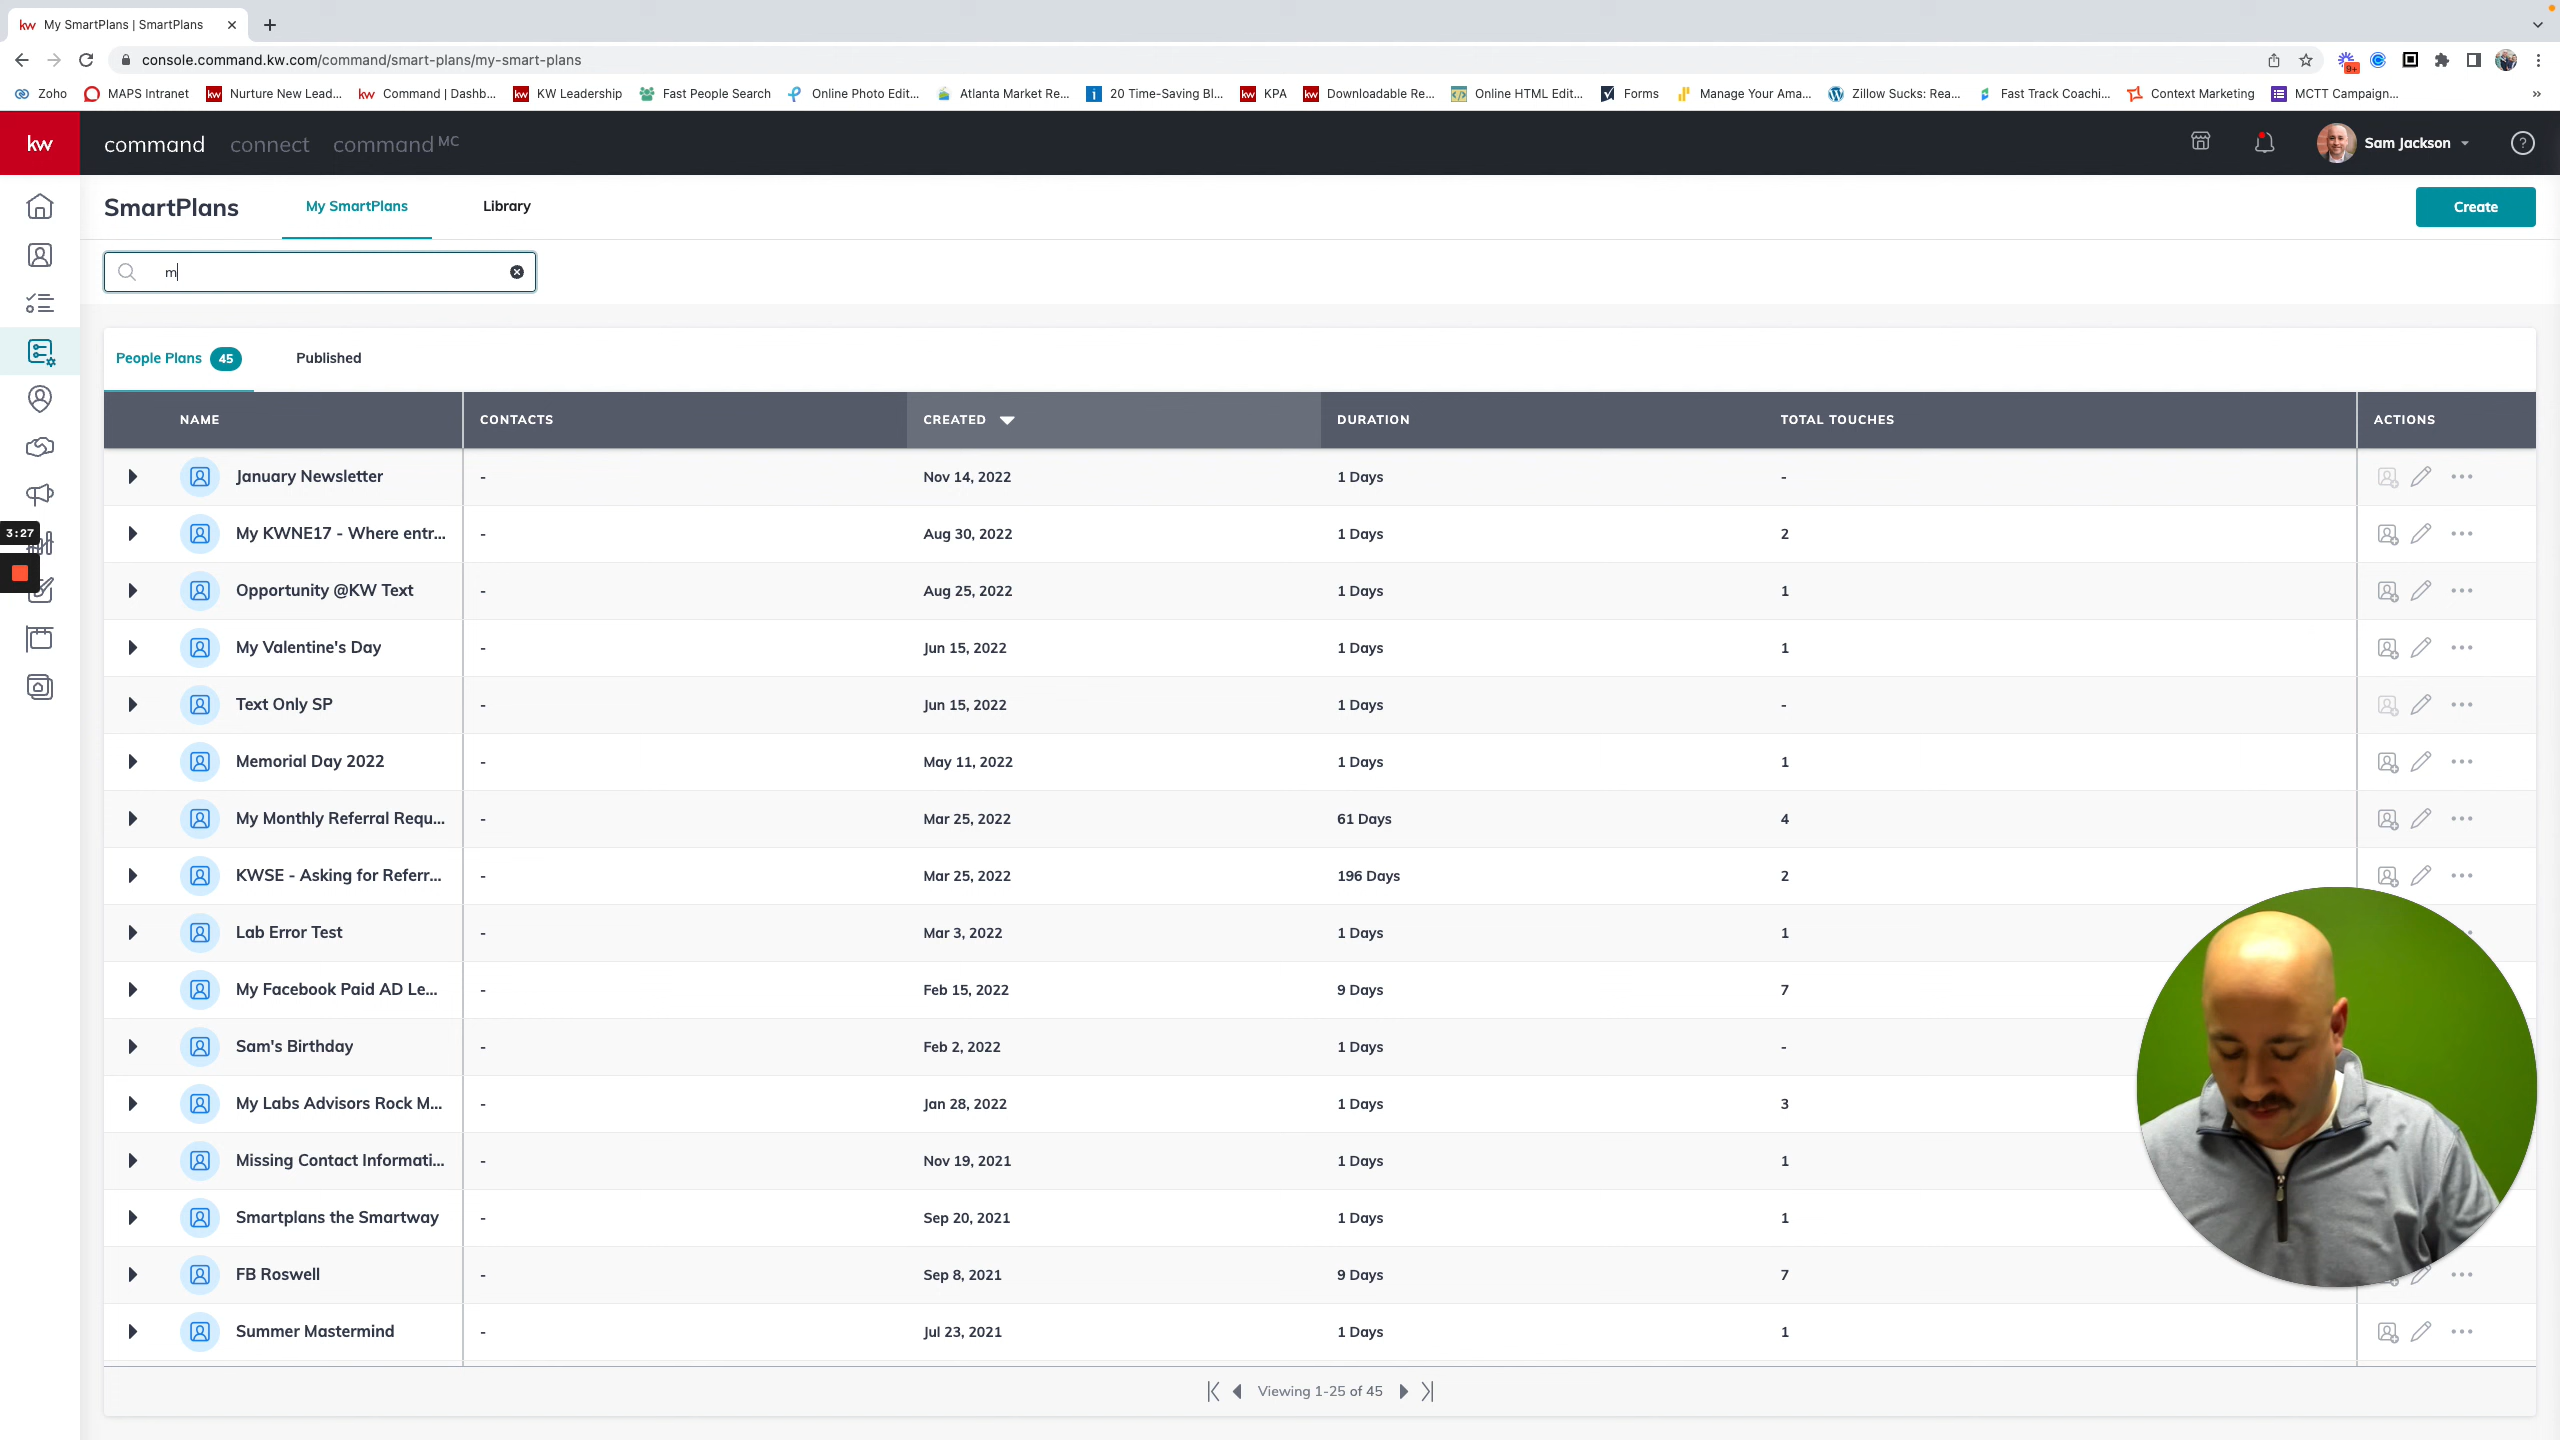 kw My SmartPlans | SmartPlans
console.command.kw.com/command/smart-plans/my-smart-plans
9+
Zoho MAPS Intranet kw Nurture New Lead... kw Command | Dashb... kw KW Leadership Fast People Search Online Photo Edit... Atlanta Market Re... 20 Time-Saving Bl... kw KPA kw Downloadable Re... Online HTML Edit... Forms Manage Your Ama... Zillow Sucks: Rea... Fast Track Coachi... Context Marketing MCTT Campaign... »
kw command connect command MC Sam Jackson ?
SmartPlans My SmartPlans Library Create
m
People Plans 45 Published
NAME CONTACTS CREATED DURATION TOTAL TOUCHES ACTIONS
January Newsletter - Nov 14, 2022 1 Days -
My KWNE17 - Where entr... - Aug 30, 2022 1 Days 2
Opportunity @KW Text - Aug 25, 2022 1 Days 1
3:27
My Valentine's Day - Jun 15, 2022 1 Days 1
Text Only SP - Jun 15, 2022 1 Days -
Memorial Day 2022 - May 11, 2022 1 Days 1
My Monthly Referral Requ... - Mar 25, 2022 61 Days 4
KWSE - Asking for Referr... - Mar 25, 2022 196 Days 2
Lab Error Test - Mar 3, 2022 1 Days 1
My Facebook Paid AD Le... - Feb 15, 2022 9 Days 7
Sam's Birthday - Feb 2, 2022 1 Days -
My Labs Advisors Rock M... - Jan 28, 2022 1 Days 3
Missing Contact Informati... - Nov 19, 2021 1 Days 1
Smartplans the Smartway - Sep 20, 2021 1 Days 1
FB Roswell - Sep 8, 2021 9 Days 7
Summer Mastermind - Jul 23, 2021 1 Days 1
Viewing 1-25 of 45